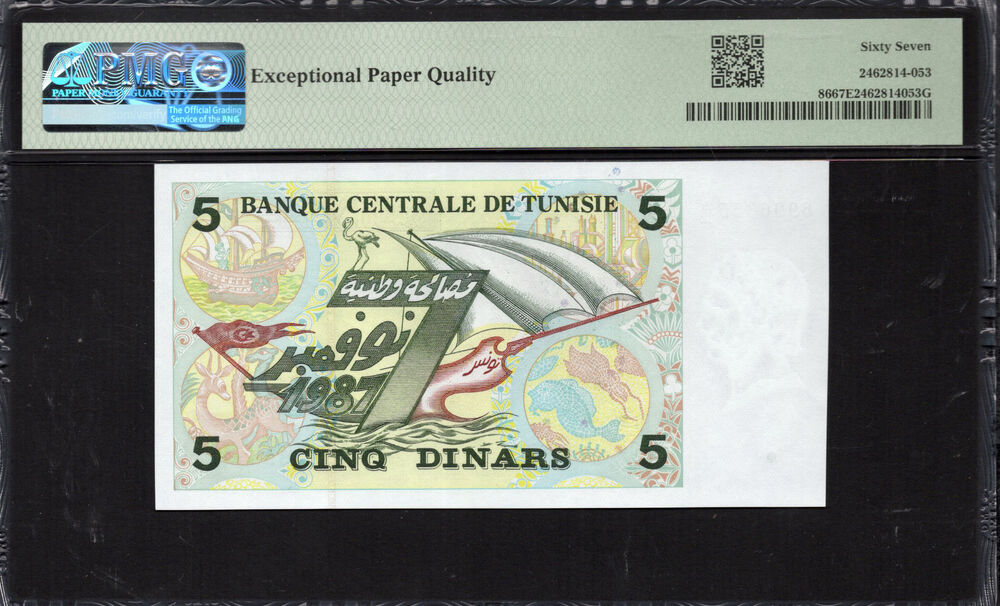 PMG
PAPER MONEY GUARANTY
The Official Grading
Service of the ANA
Exceptional Paper Quality
Sixty Seven
2462814-053
8667E2462814053G
5 BANQUE CENTRALE DE TUNISIE 5
مصالحة وطنية
7
نوفمبر
1987
تونس
5 CINQ DINARS 5